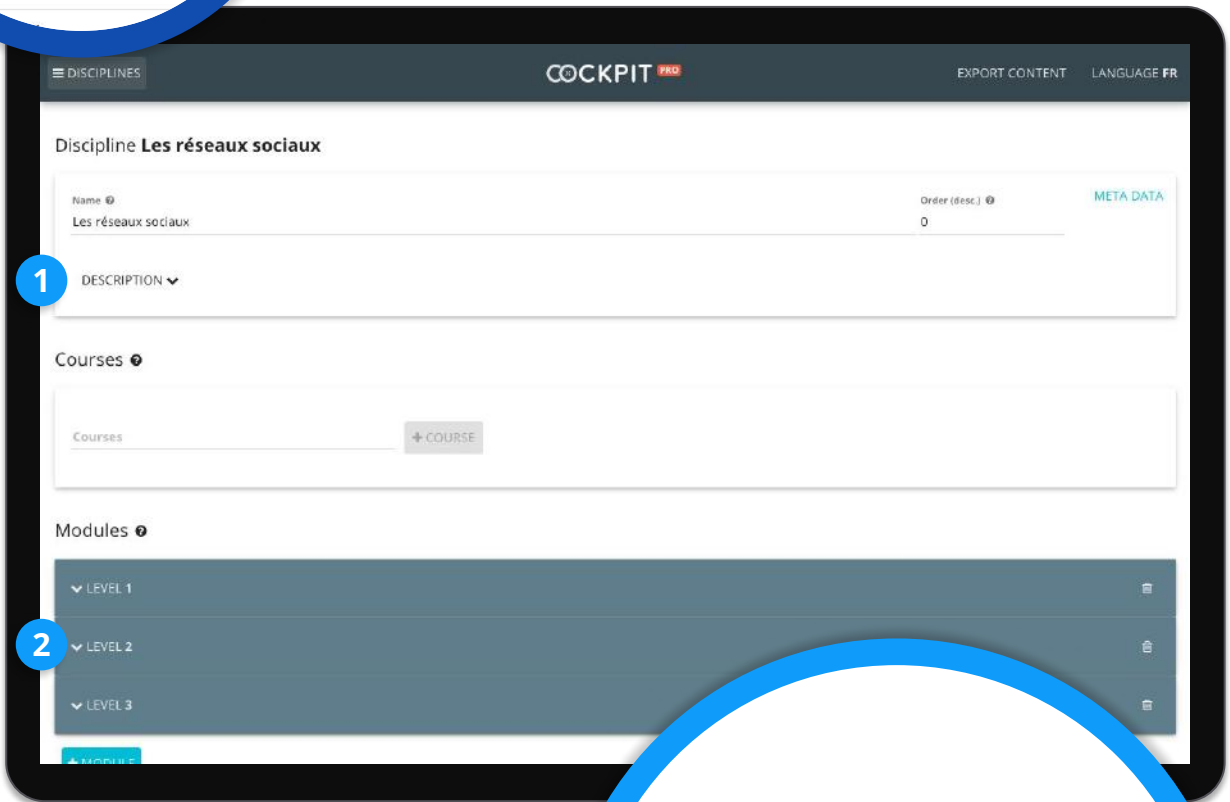 DISCIPLINES
COCKPIT PRO
EXPORT CONTENT
LANGUAGE FR
Discipline Les réseaux sociaux
Name
Order (desc.)
META DATA
Les réseaux sociaux
0
1
DESCRIPTION
Courses
Courses
+ COURSE
Modules
LEVEL 1
2
LEVEL 2
LEVEL 3
+ MODULE